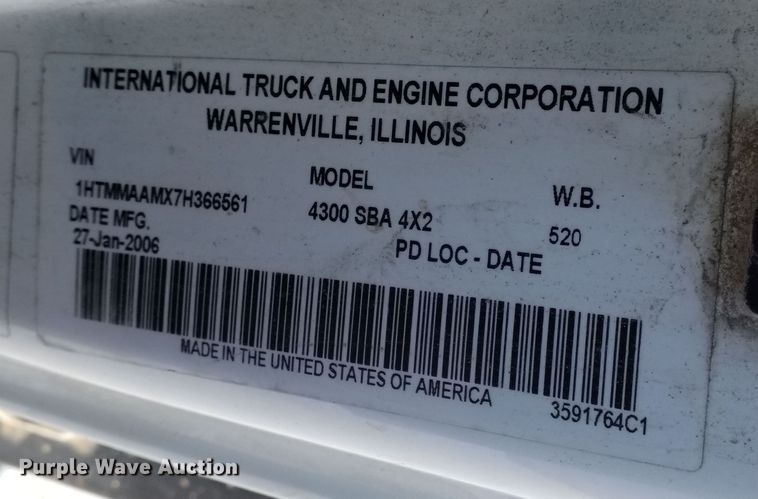 INTERNATIONAL TRUCK AND ENGINE CORPORATION
WARRENVILLE, ILLINOIS
VIN MODEL W.B.
1HTMMAAMX7H366561 4300 SBA 4X2 520
DATE MFG. PD LOC - DATE
27-Jan-2006
MADE IN THE UNITED STATES OF AMERICA 3591764C1
Purple Wave Auction